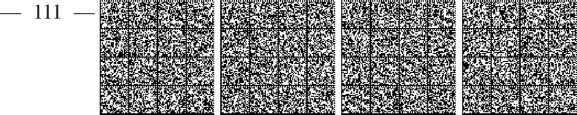 — 111 —